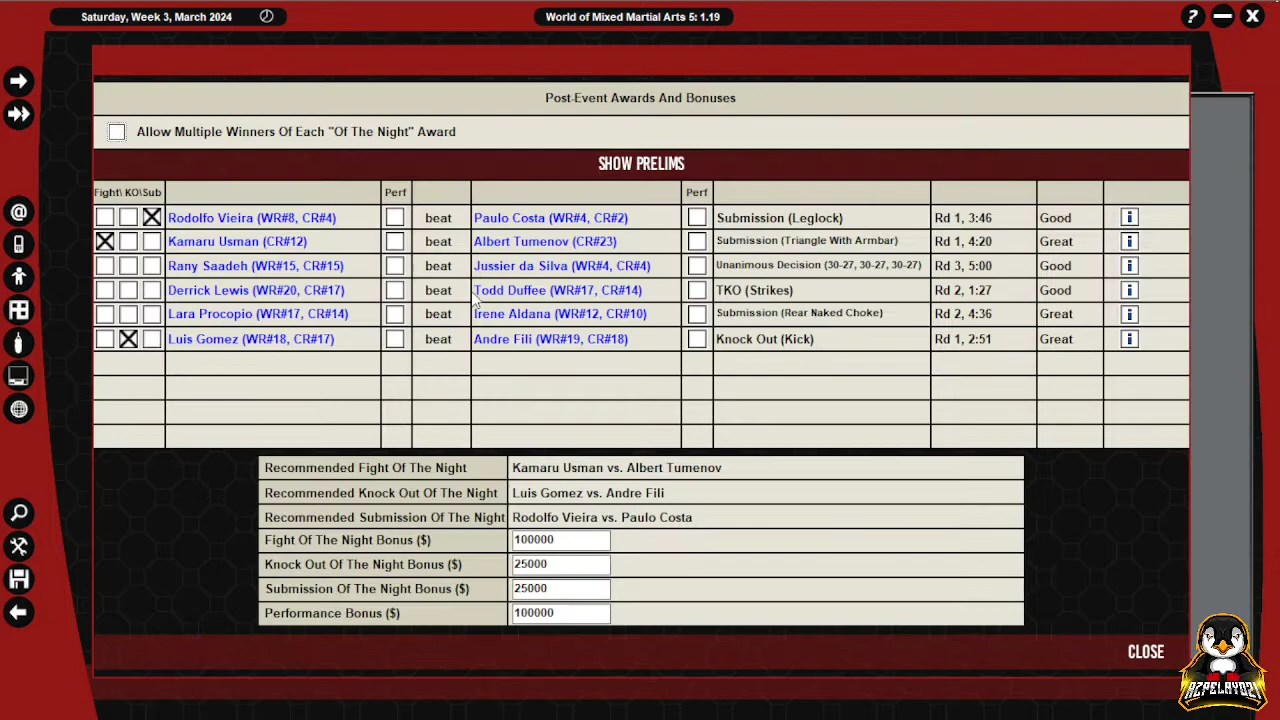 Saturday, Week 3, March 2024
World of Mixed Martial Arts 5: 1.19
?
X
Post-Event Awards And Bonuses
Allow Multiple Winners Of Each "Of The Night" Award
SHOW PRELIMS
Fight\ KO\Sub Perf Perf
Rodolfo Vieira (WR#8, CR#4) beat Paulo Costa (WR#4, CR#2) Submission (Leglock) Rd 1, 3:46 Good i
Kamaru Usman (CR#12) beat Albert Tumenov (CR#23) Submission (Triangle With Armbar) Rd 1, 4:20 Great i
Rany Saadeh (WR#15, CR#15) beat Jussier da Silva (WR#4, CR#4) Unanimous Decision (30-27, 30-27, 30-27) Rd 3, 5:00 Good i
Derrick Lewis (WR#20, CR#17) beat Todd Duffee (WR#17, CR#14) TKO (Strikes) Rd 2, 1:27 Good i
Lara Procopio (WR#17, CR#14) beat Irene Aldana (WR#12, CR#10) Submission (Rear Naked Choke) Rd 2, 4:36 Great i
Luis Gomez (WR#18, CR#17) beat Andre Fili (WR#19, CR#18) Knock Out (Kick) Rd 1, 2:51 Great i
Recommended Fight Of The Night Kamaru Usman vs. Albert Tumenov
Recommended Knock Out Of The Night Luis Gomez vs. Andre Fili
Recommended Submission Of The Night Rodolfo Vieira vs. Paulo Costa
Fight Of The Night Bonus ($) 100000
Knock Out Of The Night Bonus ($) 25000
Submission Of The Night Bonus ($) 25000
Performance Bonus ($) 100000
CLOSE
AZPELAYO21